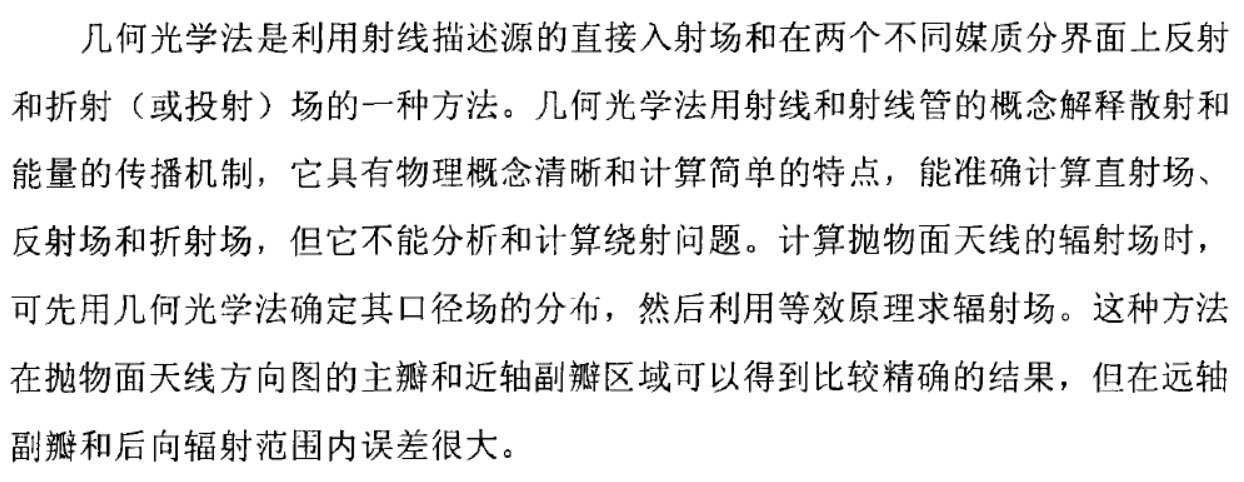 几何光学法是利用射线描述源的直接入射场和在两个不同媒质分界面上反射
和折射（或投射）场的一种方法。几何光学法用射线和射线管的概念解释散射和
能量的传播机制，它具有物理概念清晰和计算简单的特点，能准确计算直射场、
反射场和折射场，但它不能分析和计算绕射问题。计算抛物面天线的辐射场时，
可先用几何光学法确定其口径场的分布，然后利用等效原理求辐射场。这种方法
在抛物面天线方向图的主瓣和近轴副瓣区域可以得到比较精确的结果，但在远轴
副瓣和后向辐射范围内误差很大。